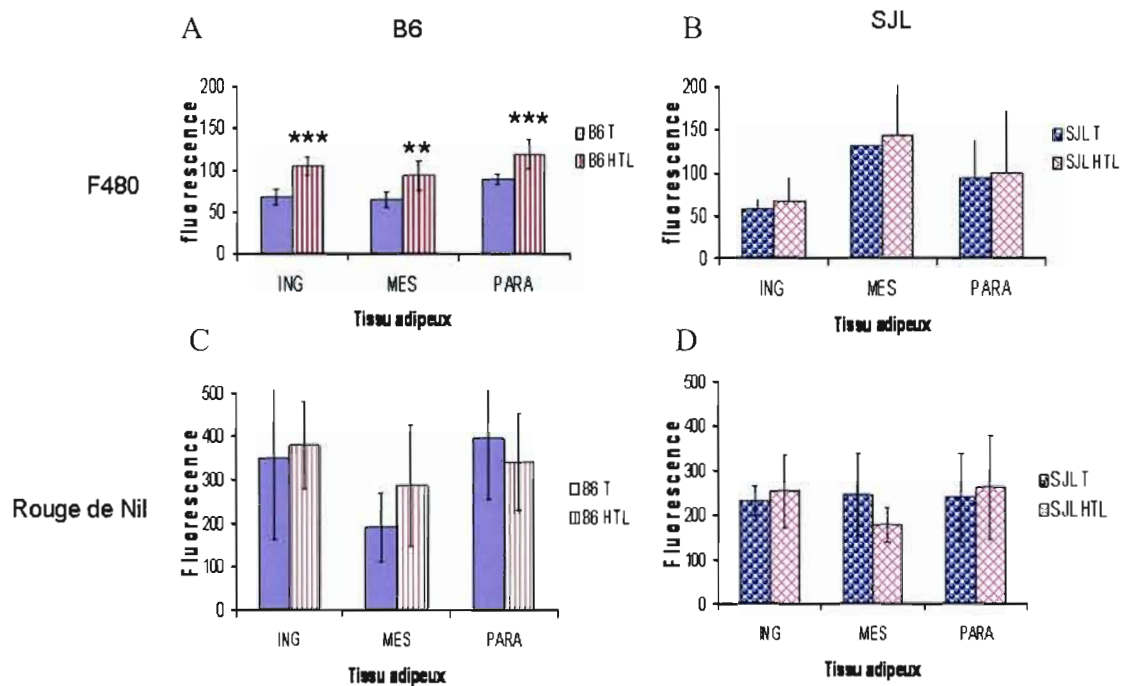 A
B6
B
SJL
F480
fluorescence
200
150
100
50
0
***
**
***
B6 T
B6 HTL
ING
MES
PARA
Tissu adipeux
fluorescence
200
150
100
50
0
SJL T
SJL HTL
ING
MES
PARA
Tissu adipeux
C
D
Rouge de Nil
Fluorescence
500
400
300
200
100
0
B6 T
B6 HTL
ING
MES
PARA
Tissu adipeux
Fluorescence
500
400
300
200
100
0
SJL T
SJL HTL
ING
MES
PARA
Tissu adipeux